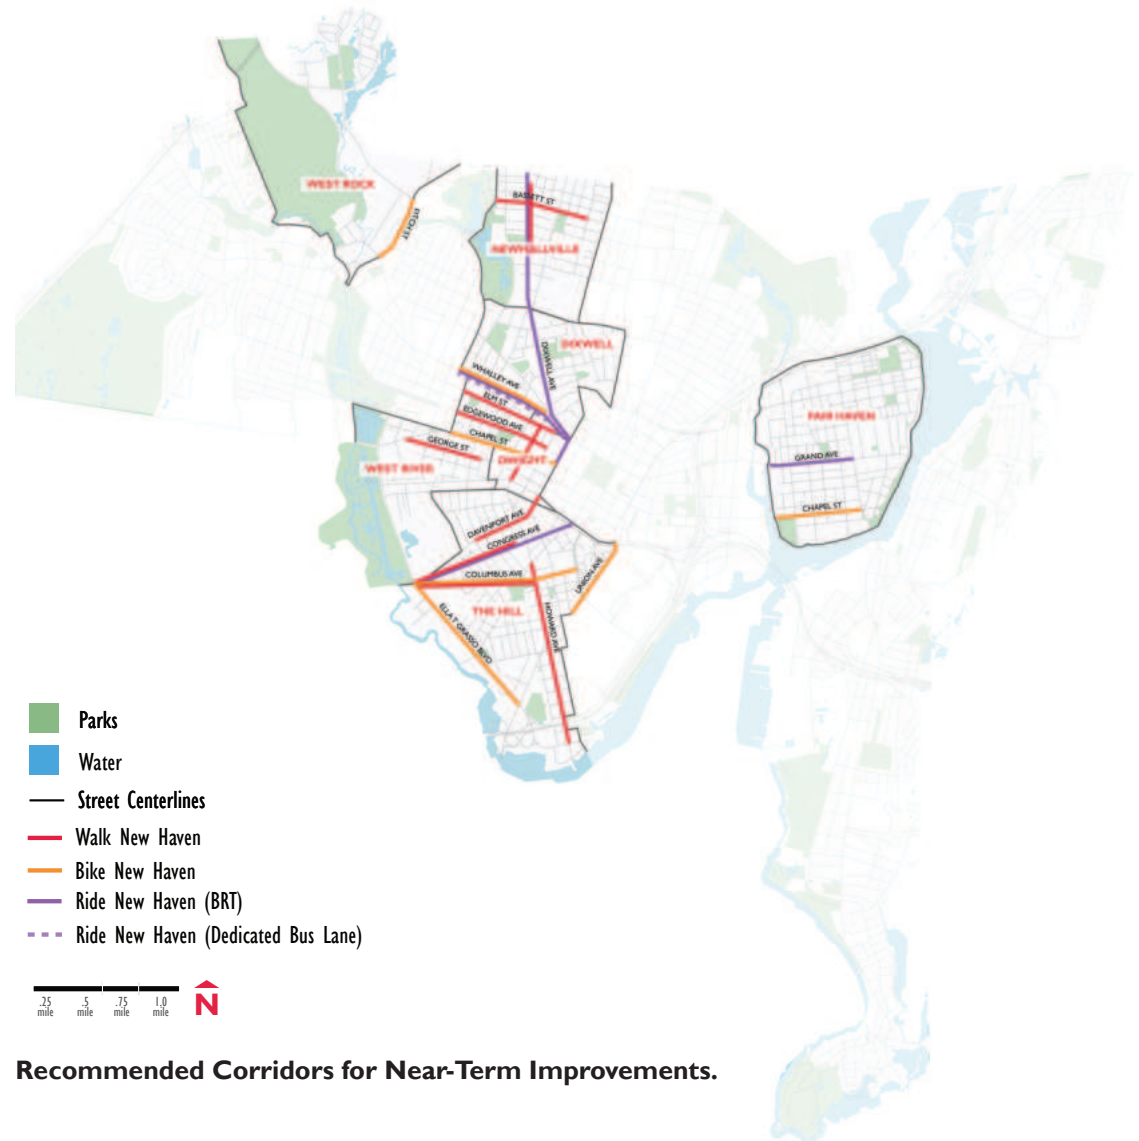 WEST ROCK
FITCH ST
BASSETT ST
NEWHALLVILLE
DIXWELL AVE
DIXWELL
WHALLEY AVE
ELM ST
EDGEWOOD AVE
CHAPEL ST
GEORGE ST
DWIGHT
WEST RIVER
FAIR HAVEN
GRAND AVE
CHAPEL ST
DAVENPORT AVE
CONGRESS AVE
COLUMBUS AVE
UNION AVE
THE HILL
HOWARD AVE
ELLA T GRASSO BLVD
Parks
Water
Street Centerlines
Walk New Haven
Bike New Haven
Ride New Haven (BRT)
Ride New Haven (Dedicated Bus Lane)
.25 .5 .75 1.0
mile mile mile mile
N
Recommended Corridors for Near-Term Improvements.